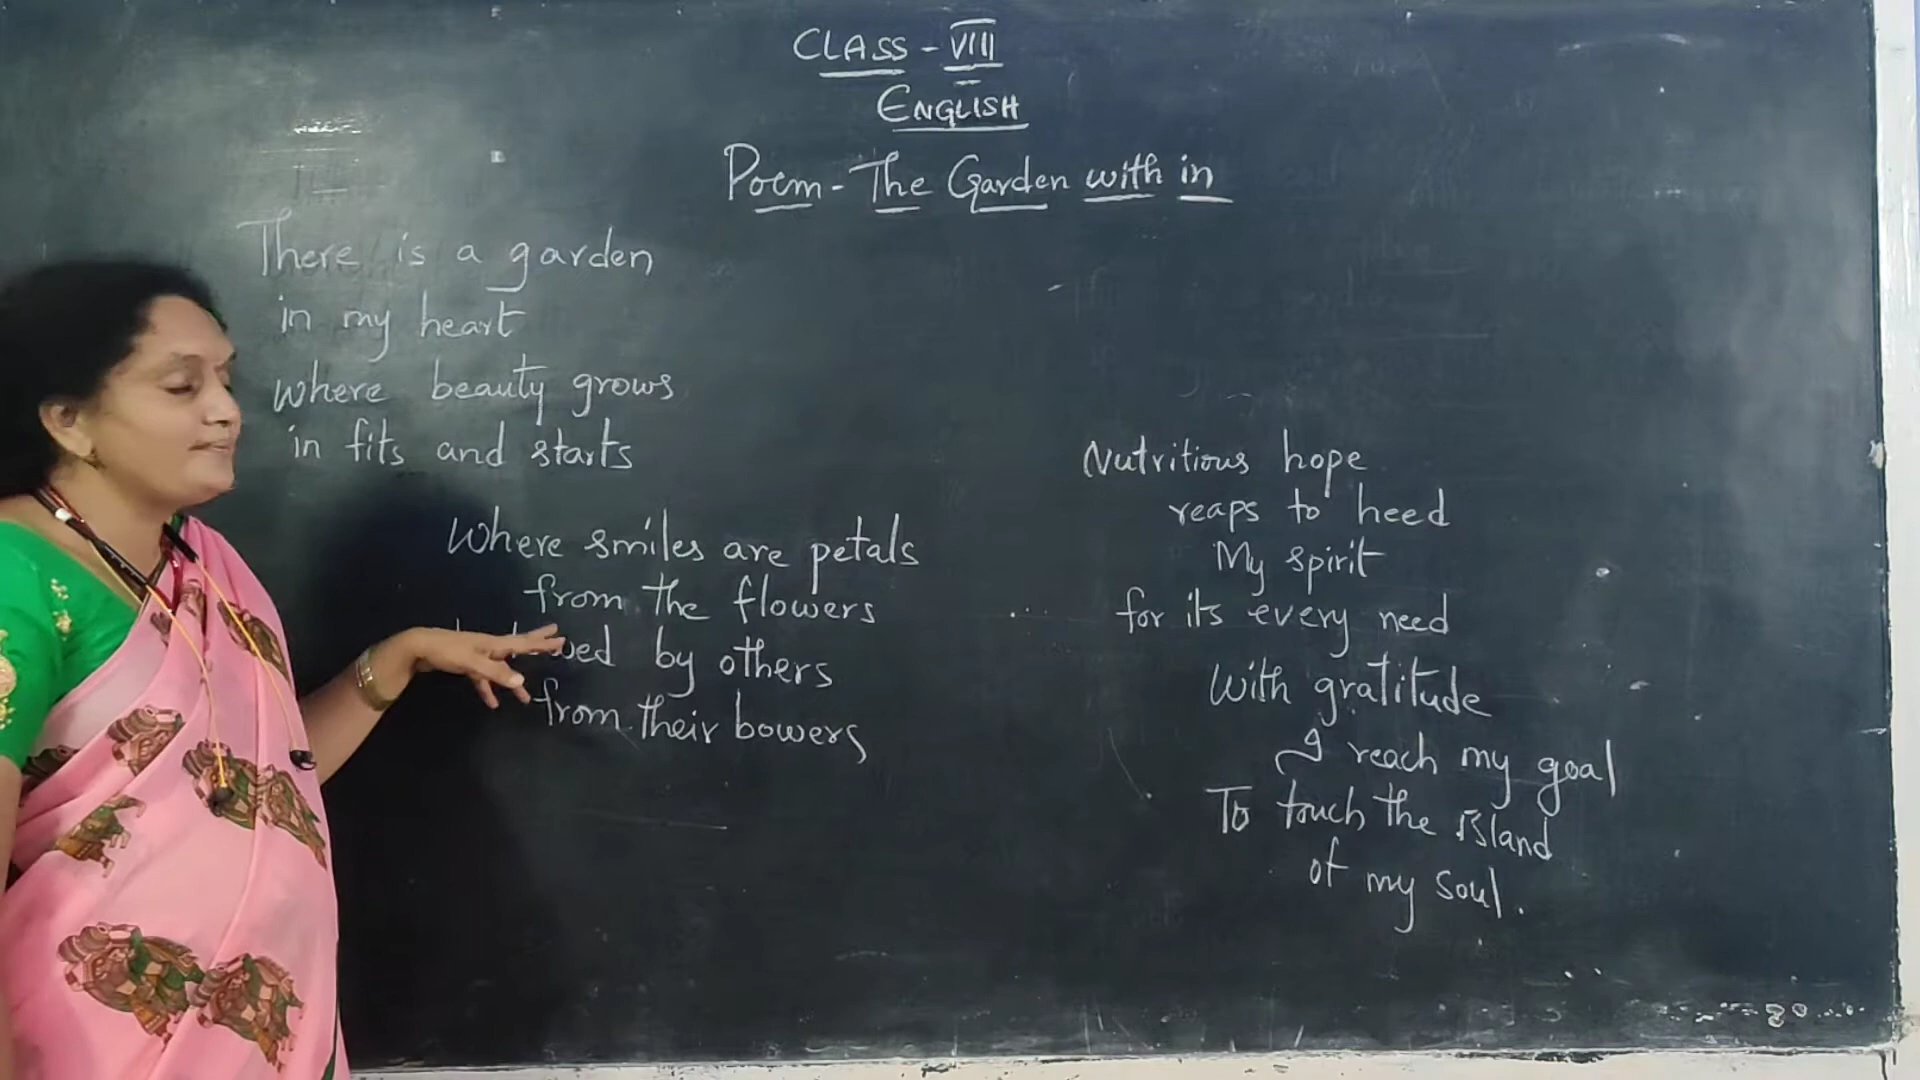 CLASS - VIII
ENGLISH
Poem - The Garden with in
There is a garden
in my heart
where beauty grows
in fits and starts
Where smiles are petals
from the flowers
by others
from their bowers
Nutritious hope
reaps to heed
My spirit
for its every need
With gratitude
I reach my goal
To touch the island
of my soul.